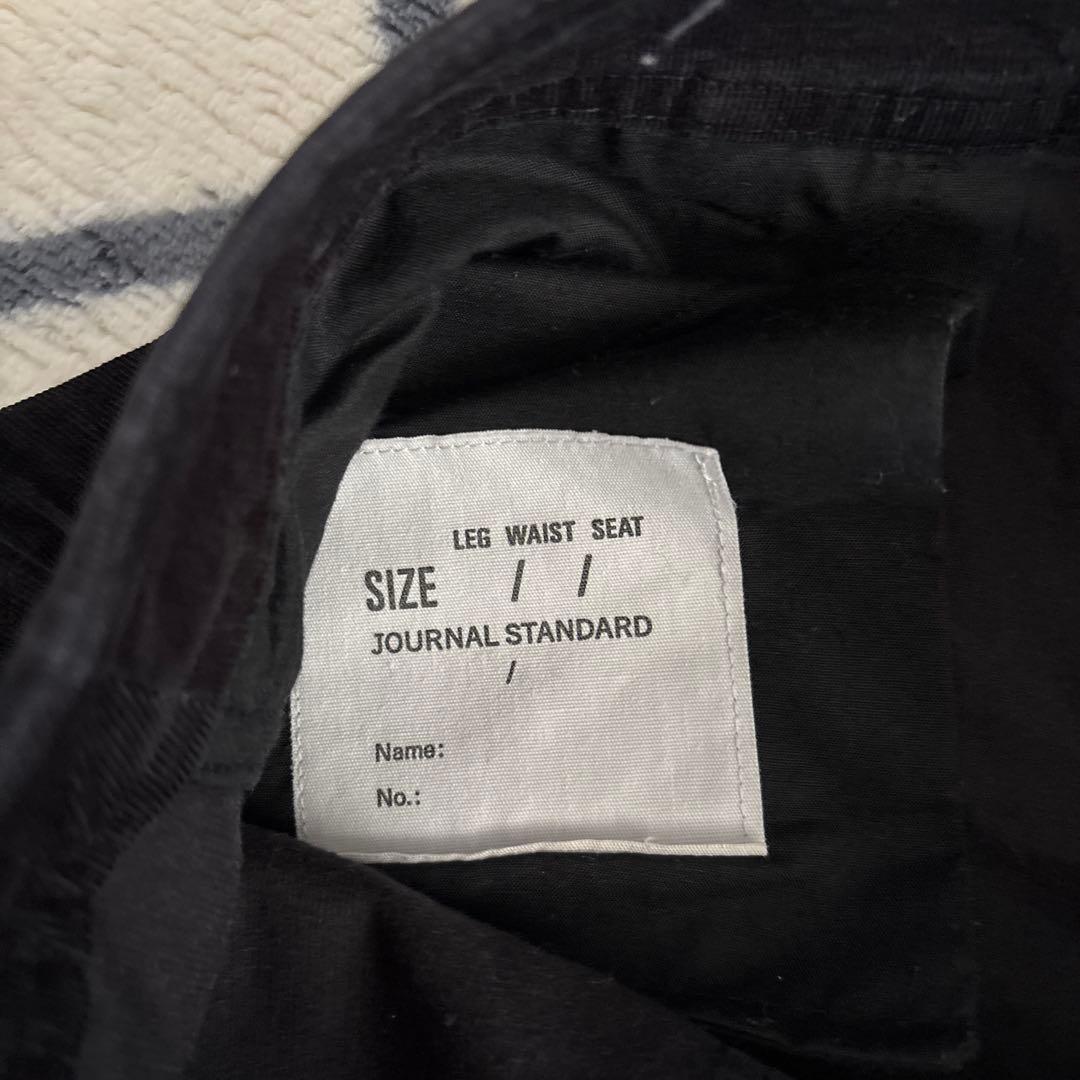 LEG WAIST SEAT
SIZE / /
JOURNAL STANDARD
/
Name:
No.: